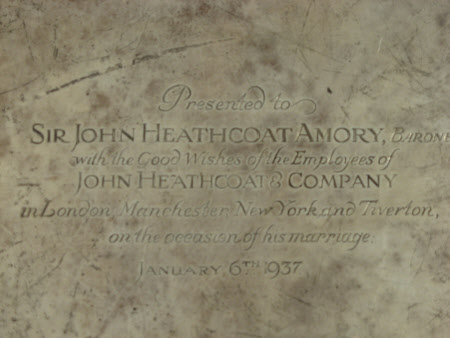 Presented to
SIR JOHN HEATHCOAT AMORY, BARONE
with the Good Wishes of the Employees of
JOHN HEATHCOAT & COMPANY
in London Manchester New York and Tiverton,
on the occasion of his marriage:
JANUARY, 6TH 1937